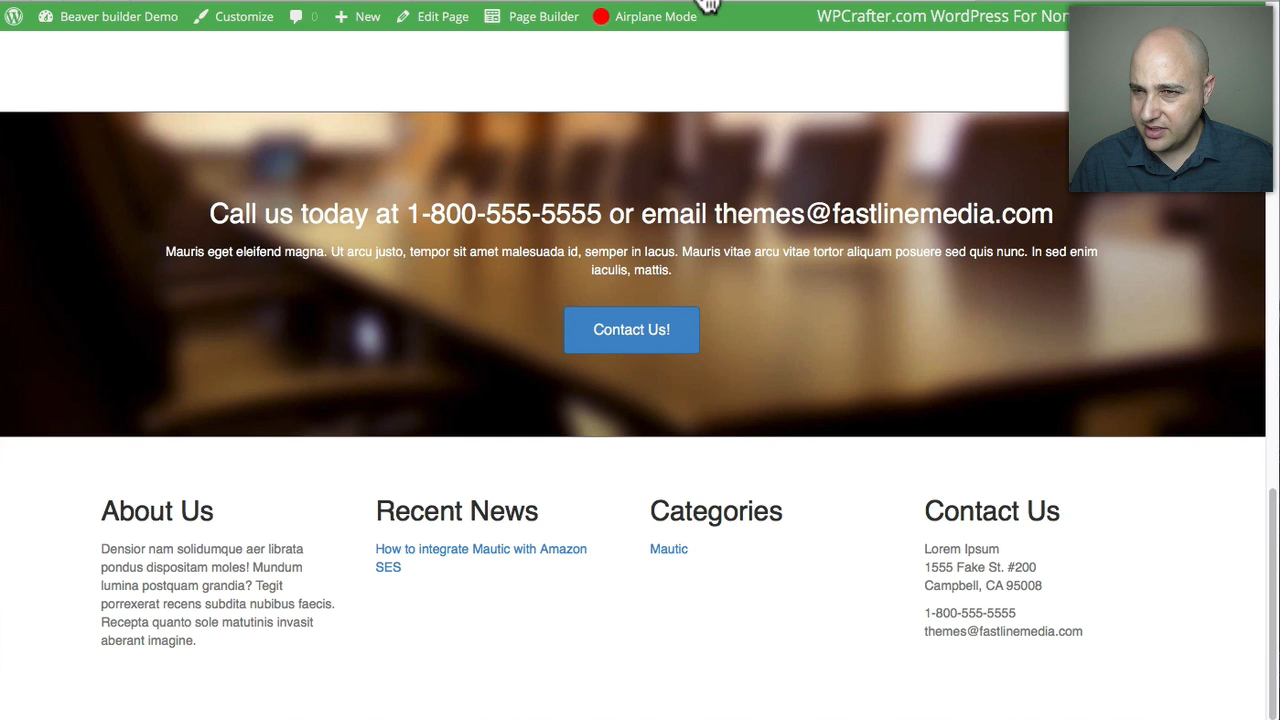 Beaver builder Demo Customize 0 New Edit Page Page Builder Airplane Mode WPCrafter.com WordPress For
Call us today at 1-800-555-5555 or email themes@fastlinemedia.com
Mauris eget eleifend magna. Ut arcu justo, tempor sit amet malesuada id, semper in lacus. Mauris vitae arcu vitae tortor aliquam posuere sed quis nunc. In sed enim
iaculis, mattis.
Contact Us!
About Us
Densior nam solidumque aer librata
pondus dispositam moles! Mundum
lumina postquam grandia? Tegit
porrexerat recens subdita nubibus faecis.
Recepta quanto sole matutinis invasit
aberant imagine.
Recent News
How to integrate Mautic with Amazon
SES
Categories
Mautic
Contact Us
Lorem Ipsum
1555 Fake St. #200
Campbell, CA 95008
1-800-555-5555
themes@fastlinemedia.com